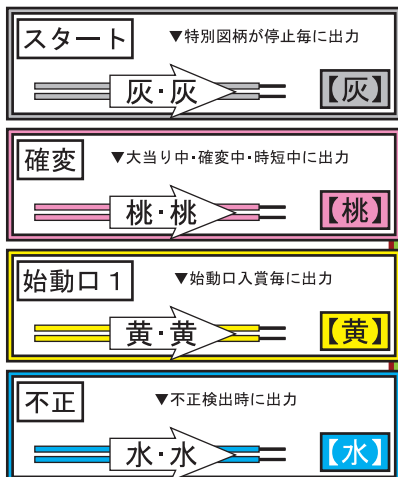 スタート ▼特別図柄が停止毎に出力
灰・灰 【灰】
確変 ▼大当り中・確変中・時短中に出力
桃・桃 【桃】
始動口1 ▼始動口入賞毎に出力
黄・黄 【黄】
不正 ▼不正検出時に出力
水・水 【水】